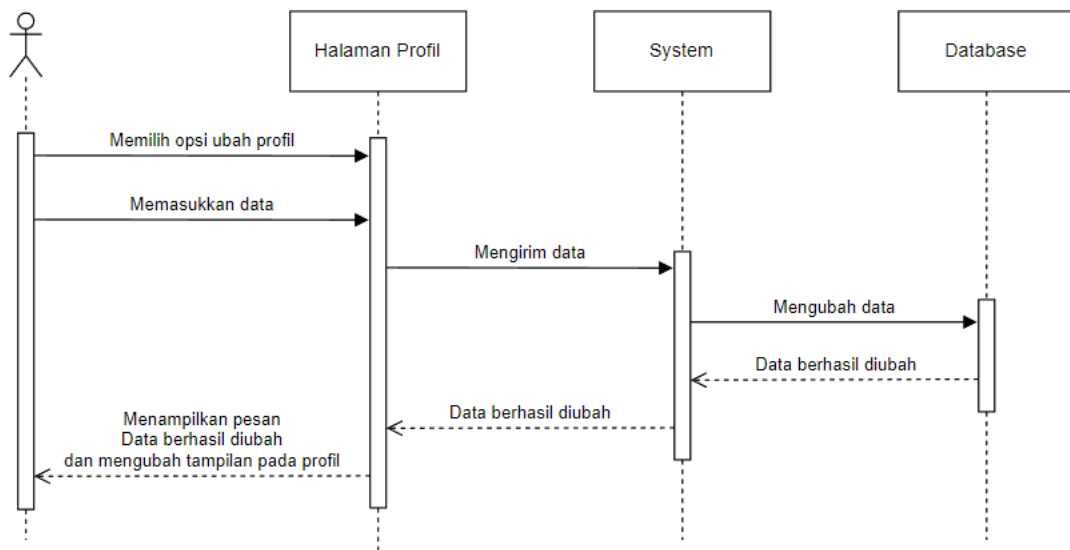 Halaman Profil
System
Database
Memilih opsi ubah profil
Memasukkan data
Mengirim data
Mengubah data
Data berhasil diubah
Data berhasil diubah
Menampilkan pesan
Data berhasil diubah
dan mengubah tampilan pada profil